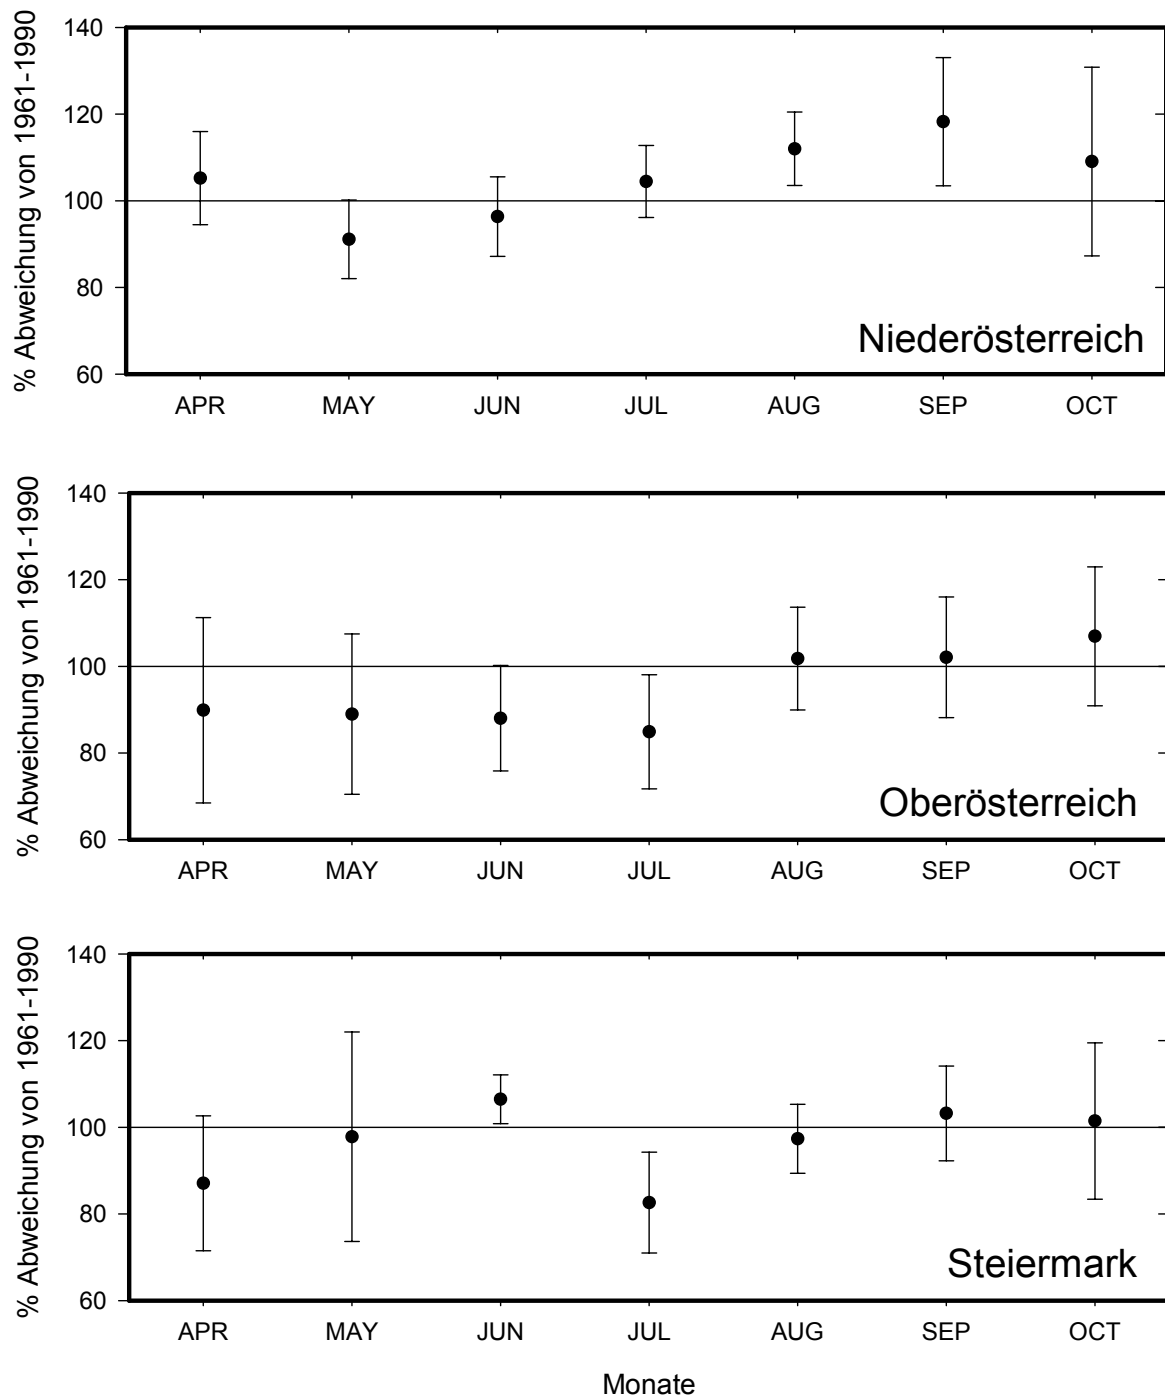 % Abweichung von 1961-1990
140
120
100
80
60
Niederösterreich
APR MAY JUN JUL AUG SEP OCT
% Abweichung von 1961-1990
140
120
100
80
60
Oberösterreich
APR MAY JUN JUL AUG SEP OCT
% Abweichung von 1961-1990
140
120
100
80
60
Steiermark
APR MAY JUN JUL AUG SEP OCT
Monate